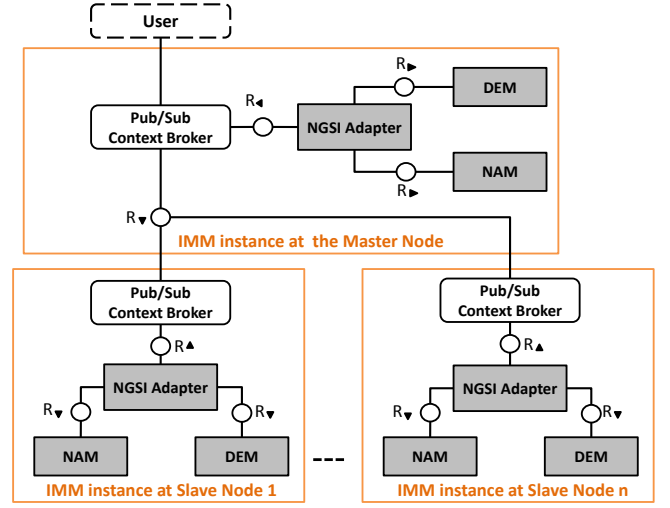 User
R
DEM
R
Pub/Sub
Context Broker
NGSI Adapter
NAM
R
R
IMM instance at the Master Node
Pub/Sub
Context Broker
Pub/Sub
Context Broker
R
R
NGSI Adapter
NGSI Adapter
R
R
R
R
NAM
DEM
----
NAM
DEM
IMM instance at Slave Node 1
IMM instance at Slave Node n